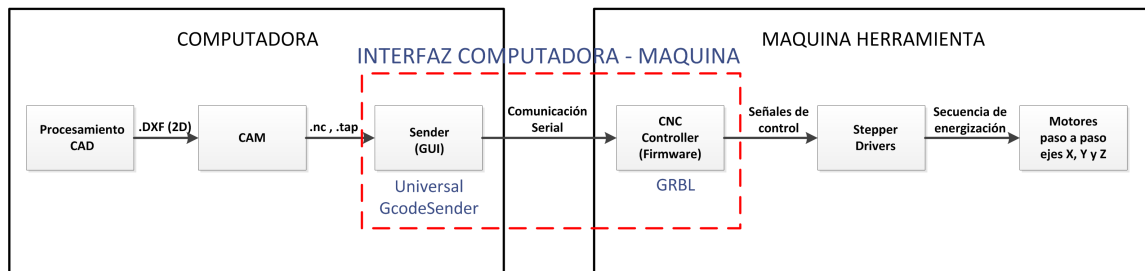 COMPUTADORA
MAQUINA HERRAMIENTA
INTERFAZ COMPUTADORA - MAQUINA
Procesamiento
CAD
.DXF (2D)
CAM
.nc , .tap
Sender
(GUI)
Universal
GcodeSender
Comunicación
Serial
CNC
Controller
(Firmware)
GRBL
Señales de
control
Stepper
Drivers
Secuencia de
energización
Motores
paso a paso
ejes X, Y y Z